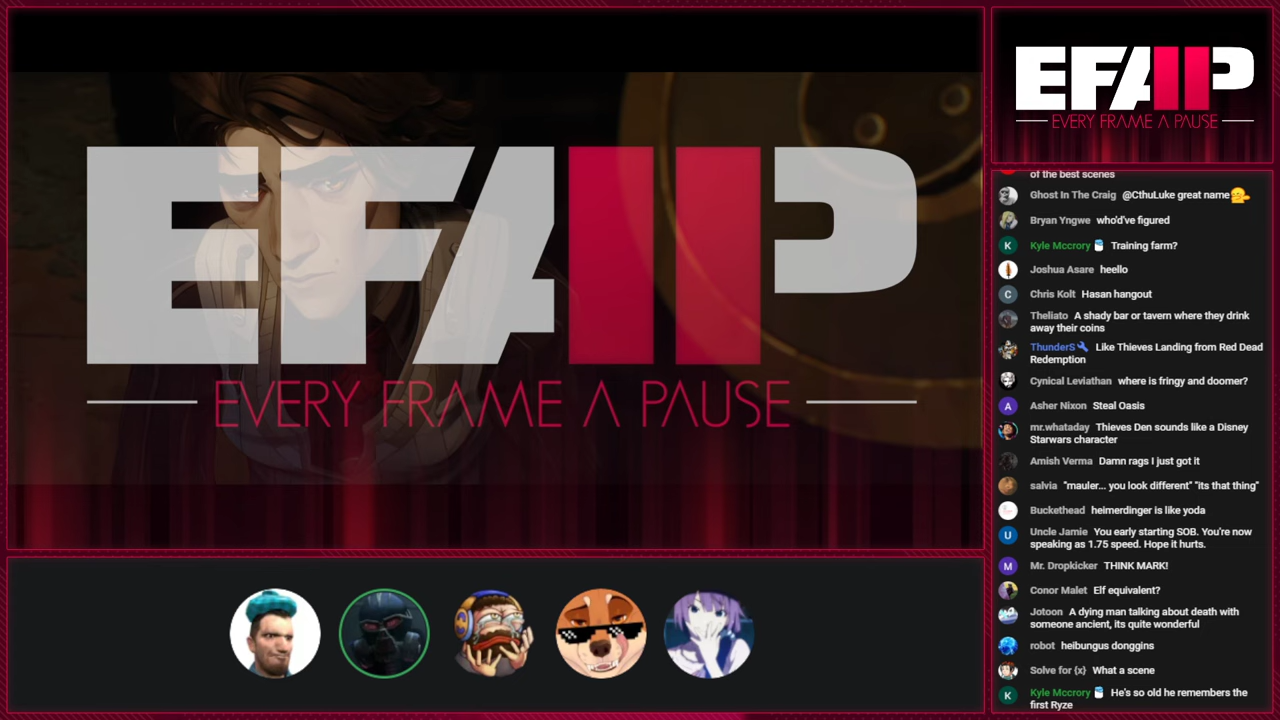 EFAP
EVERY FRAME A PAUSE
EFAP
EVERY FRAME A PAUSE
of the best scenes
Ghost In The Craig @CthuLuke great name
Bryan Yngwe who'd've figured
K Kyle Mccrory Training farm?
Joshua Asare heello
C Chris Kolt Hasan hangout
Theliato A shady bar or tavern where they drink
away their coins
ThunderS Like Thieves Landing from Red Dead
Redemption
Cynical Leviathan where is fringy and doomer?
A Asher Nixon Steal Oasis
mr.whataday Thieves Den sounds like a Disney
Starwars character
Amish Verma Damn rags I just got it
salvia "mauler... you look different" "its that thing"
Buckethead heimerdinger is like yoda
U Uncle Jamie You early starting SOB. You're now
speaking as 1.75 speed. Hope it hurts.
M Mr. Dropkicker THINK MARK!
Conor Malet Elf equivalent?
Jotoon A dying man talking about death with
someone ancient, its quite wonderful
robot heibungus donggins
Solve for {x} What a scene
K Kyle Mccrory He's so old he remembers the
first Ryze